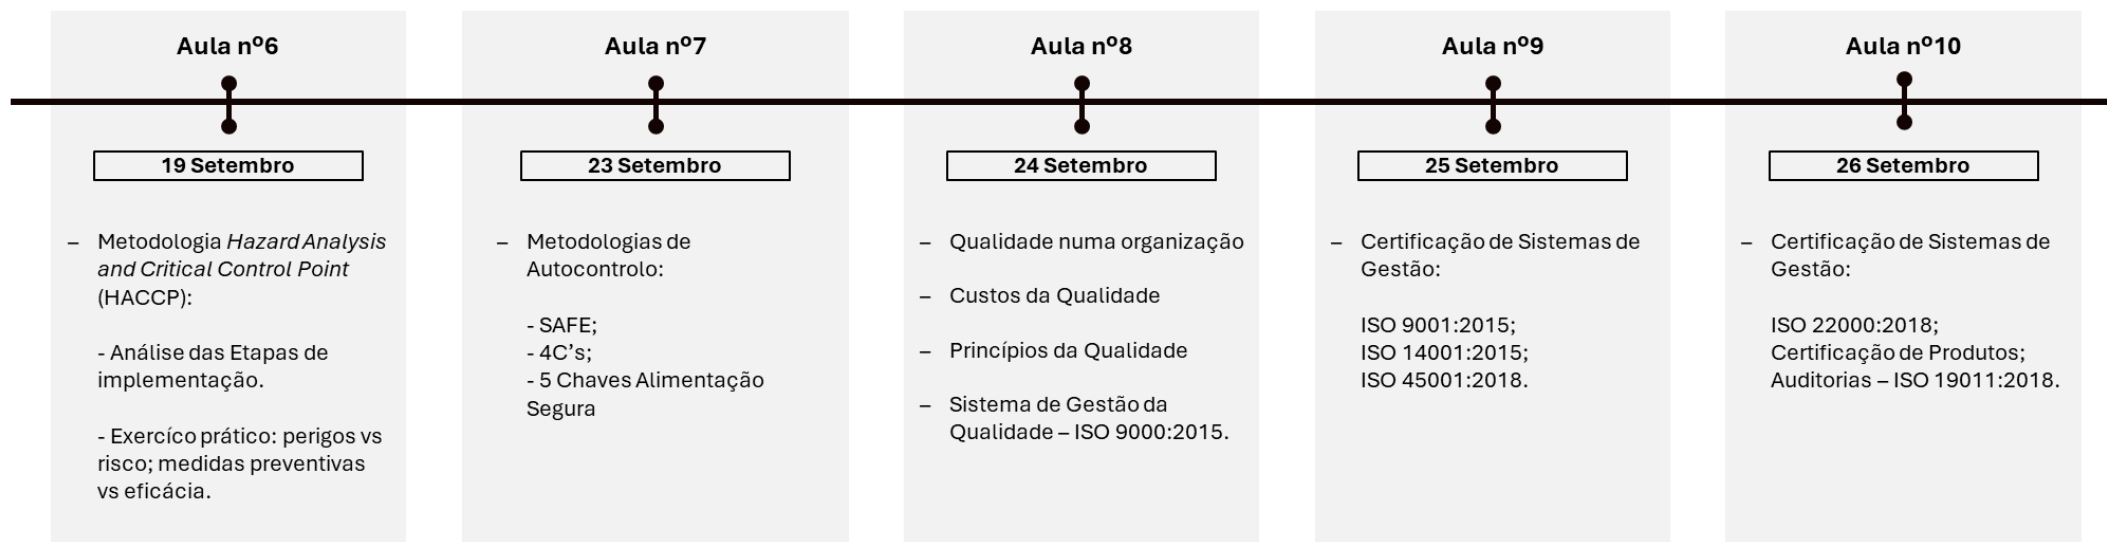 Aula nº6
19 Setembro
– Metodologia Hazard Analysis
and Critical Control Point
(HACCP):
- Análise das Etapas de
implementação.
- Exercíco prático: perigos vs
risco; medidas preventivas
vs eficácia.
Aula nº7
23 Setembro
– Metodologias de
Autocontrolo:
- SAFE;
- 4C’s;
- 5 Chaves Alimentação
Segura
Aula nº8
24 Setembro
– Qualidade numa organização
– Custos da Qualidade
– Princípios da Qualidade
– Sistema de Gestão da
Qualidade – ISO 9000:2015.
Aula nº9
25 Setembro
– Certificação de Sistemas de
Gestão:
ISO 9001:2015;
ISO 14001:2015;
ISO 45001:2018.
Aula nº10
26 Setembro
– Certificação de Sistemas de
Gestão:
ISO 22000:2018;
Certificação de Produtos;
Auditorias – ISO 19011:2018.